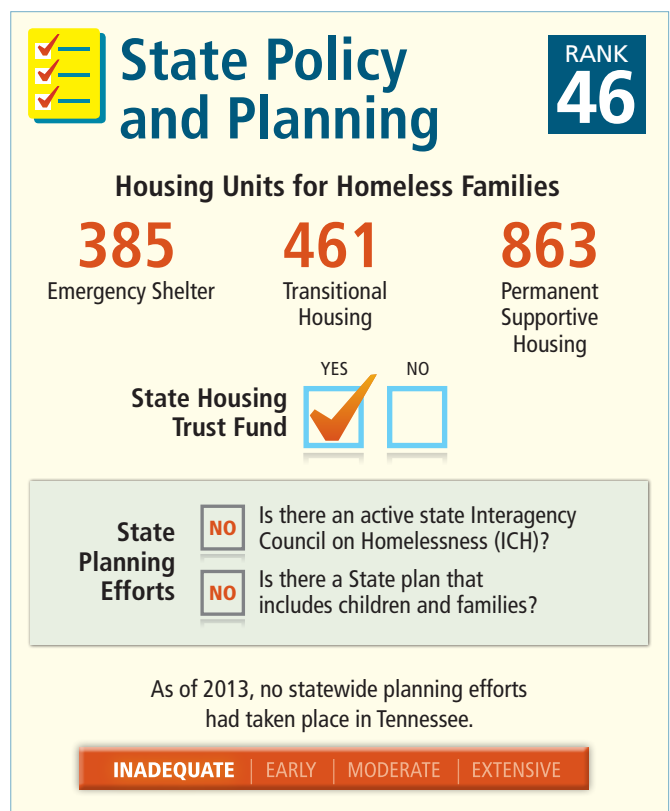 State Policy
and Planning
RANK
46
Housing Units for Homeless Families
385
Emergency Shelter
461
Transitional
Housing
863
Permanent
Supportive
Housing
YES
NO
State Housing
Trust Fund
State
Planning
Efforts
NO
Is there an active state Interagency
Council on Homelessness (ICH)?
NO
Is there a State plan that
includes children and families?
As of 2013, no statewide planning efforts
had taken place in Tennessee.
INADEQUATE | EARLY | MODERATE | EXTENSIVE